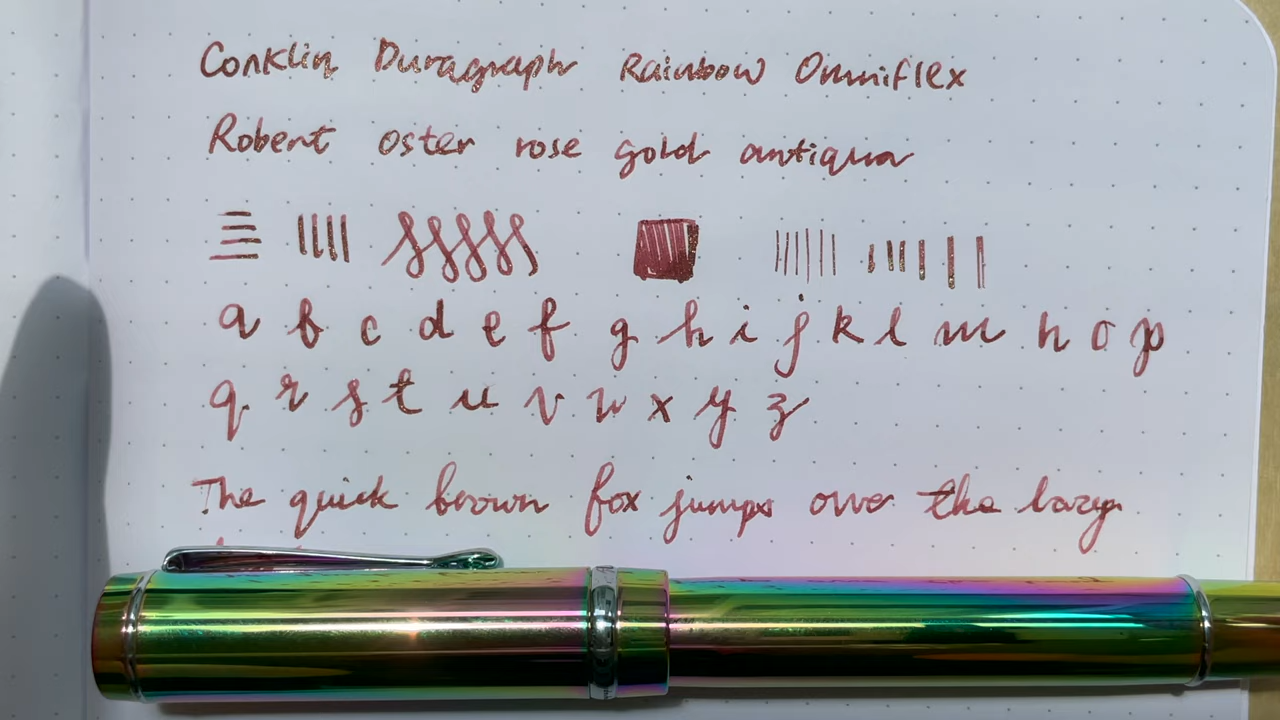 Conklin Duragraph Rainbow Omniflex
Robert oster rose gold antiqua
a b c d e f g h i j k l m n o p
q r s t u v w x y z
The quick brown fox jumps over the lazy